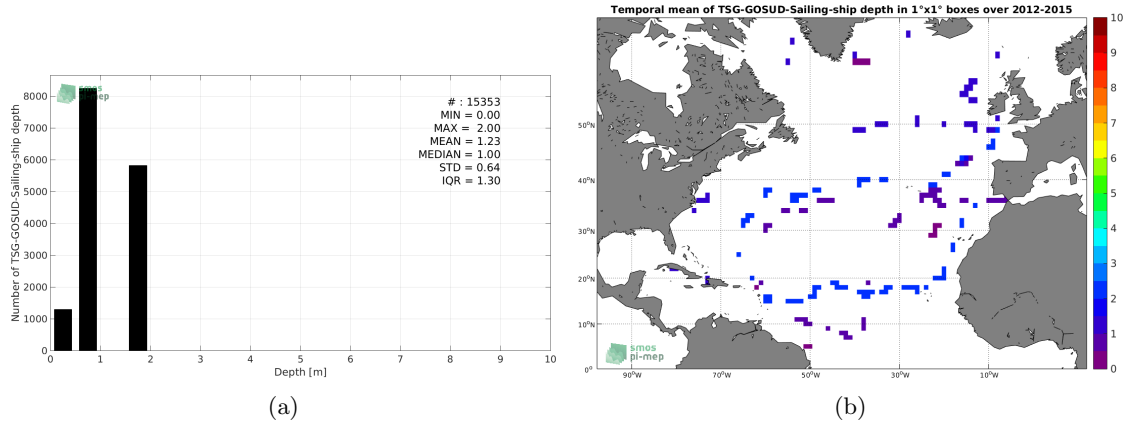 Temporal mean of TSG-GOSUD-Sailing-ship depth in 1°x1° boxes over 2012-2015
smos
pi-mep
# : 15353
MIN = 0.00
MAX = 2.00
MEAN = 1.23
MEDIAN = 1.00
STD = 0.64
IQR = 1.30
Number of TSG-GOSUD-Sailing-ship depth
8000
7000
6000
5000
4000
3000
2000
1000
0
0 1 2 3 4 5 6 7 8 9 10
Depth [m]
(a)
50°N
40°N
30°N
20°N
10°N
0°
90°W 70°W 50°W 30°W 10°W
smos
pi-mep
10
9
8
7
6
5
4
3
2
1
0
(b)